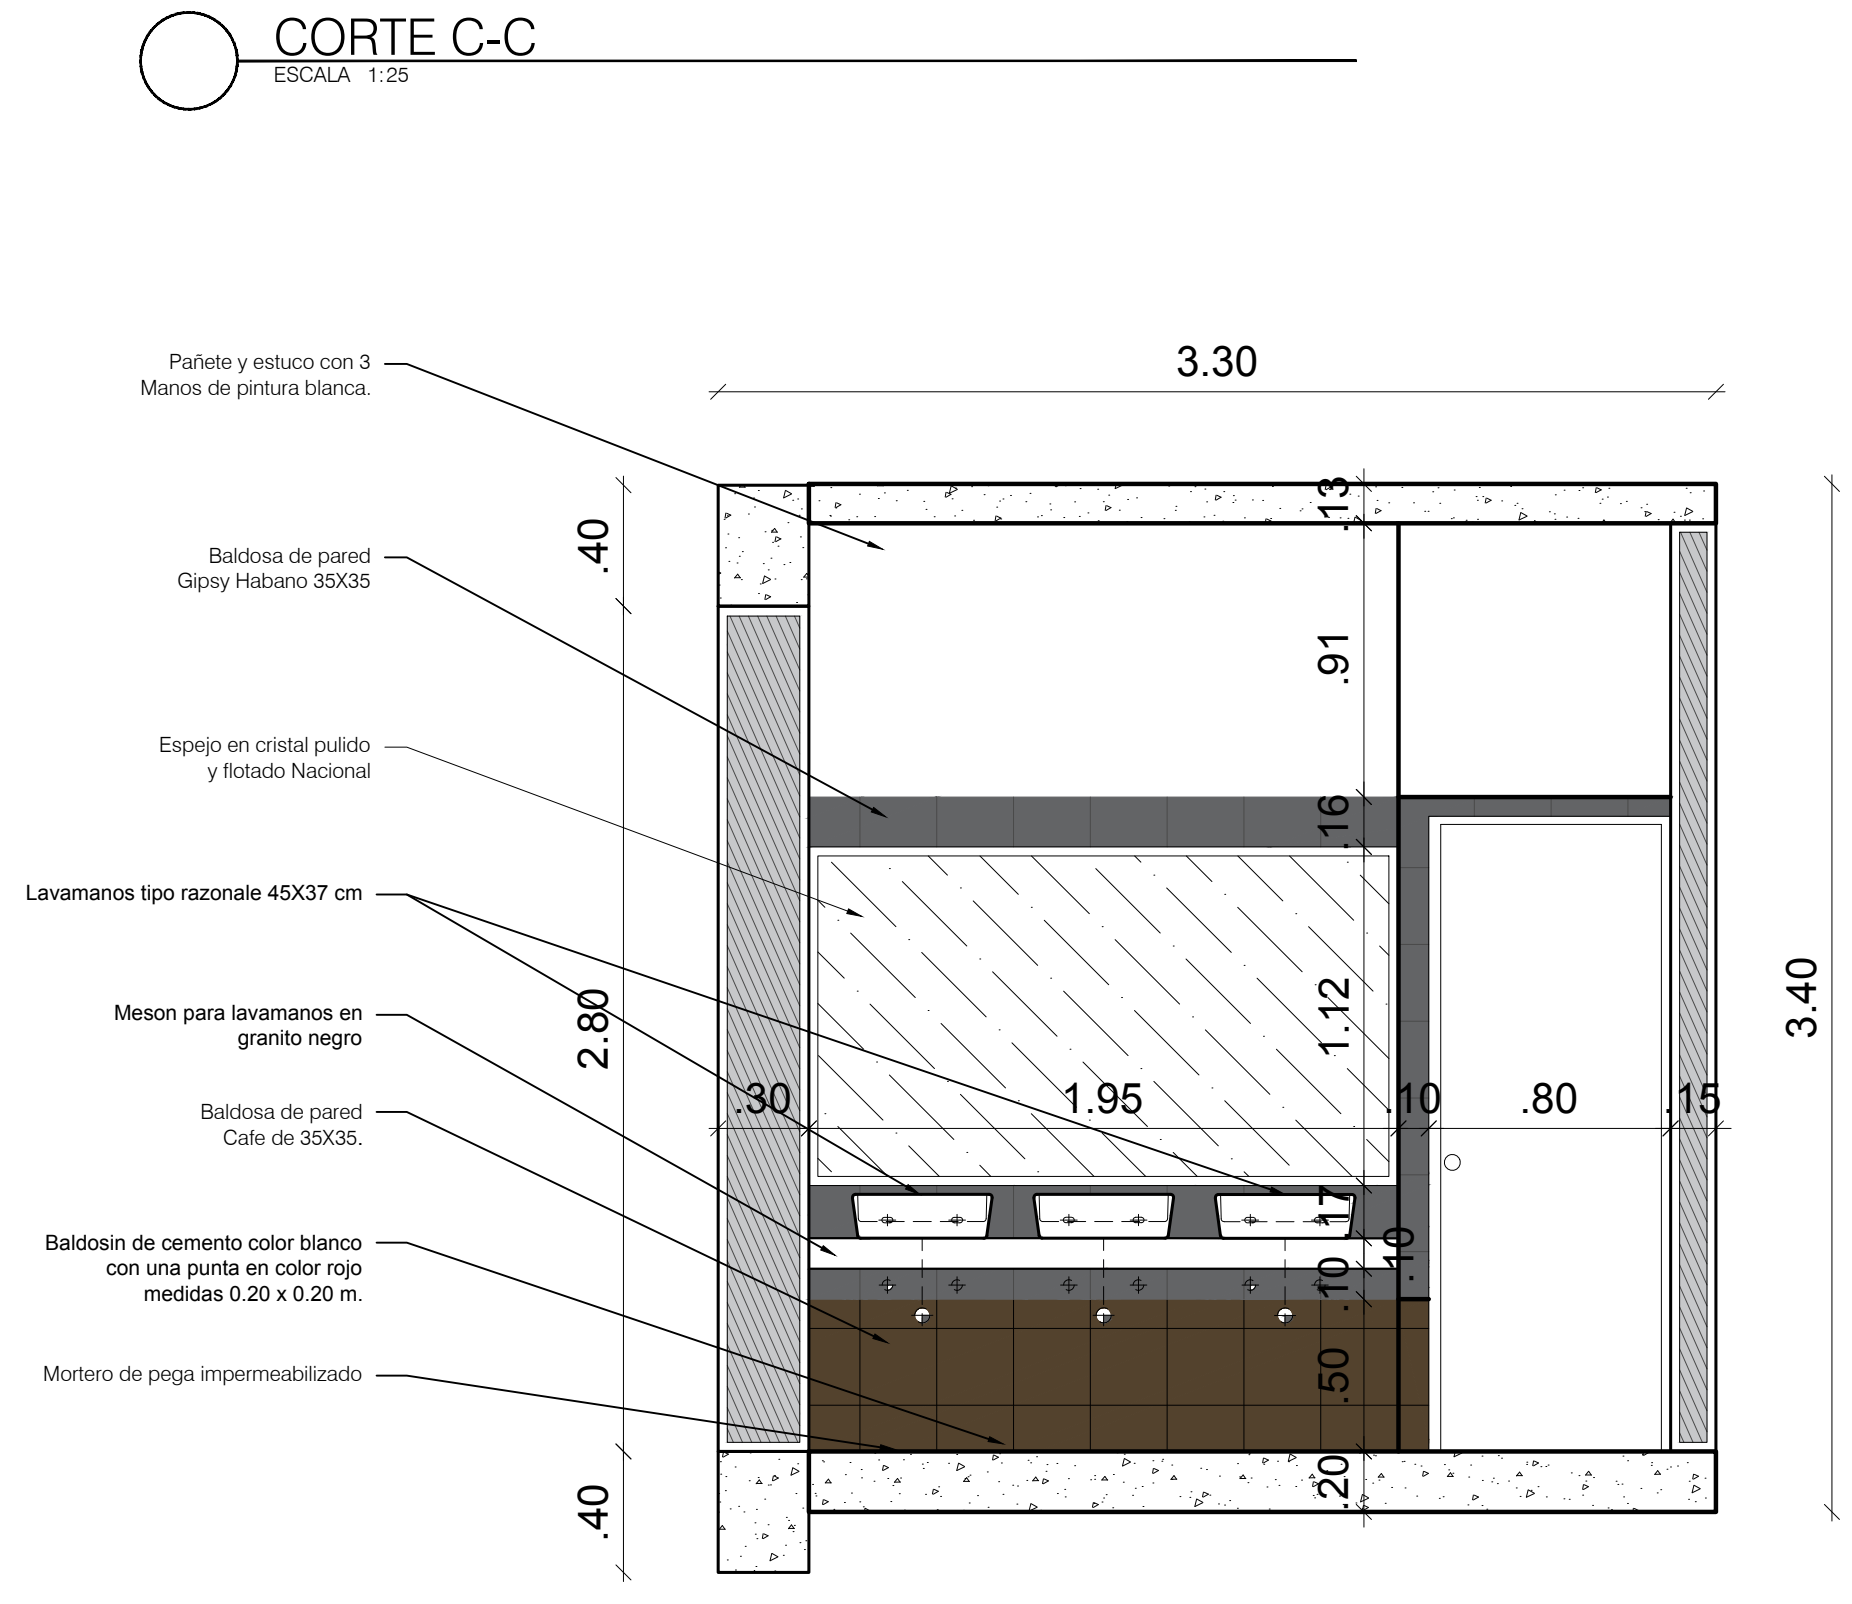 CORTE C-C
ESCALA 1:25
3.30
Pañete y estuco con 3
Manos de pintura blanca.
Baldosa de pared
Gipsy Habano 35X35
Espejo en cristal pulido
y flotado Nacional
Lavamanos tipo razonale 45X37 cm
Meson para lavamanos en
granito negro
Baldosa de pared
Cafe de 35X35.
Baldosin de cemento color blanco
con una punta en color rojo
medidas 0.20 x 0.20 m.
Mortero de pega impermeabilizado
.40
2.80
.40
.13
.91
.16
1.12
.17
.10
.50
.20
.10
.30
1.95
.10
.80
.15
3.40